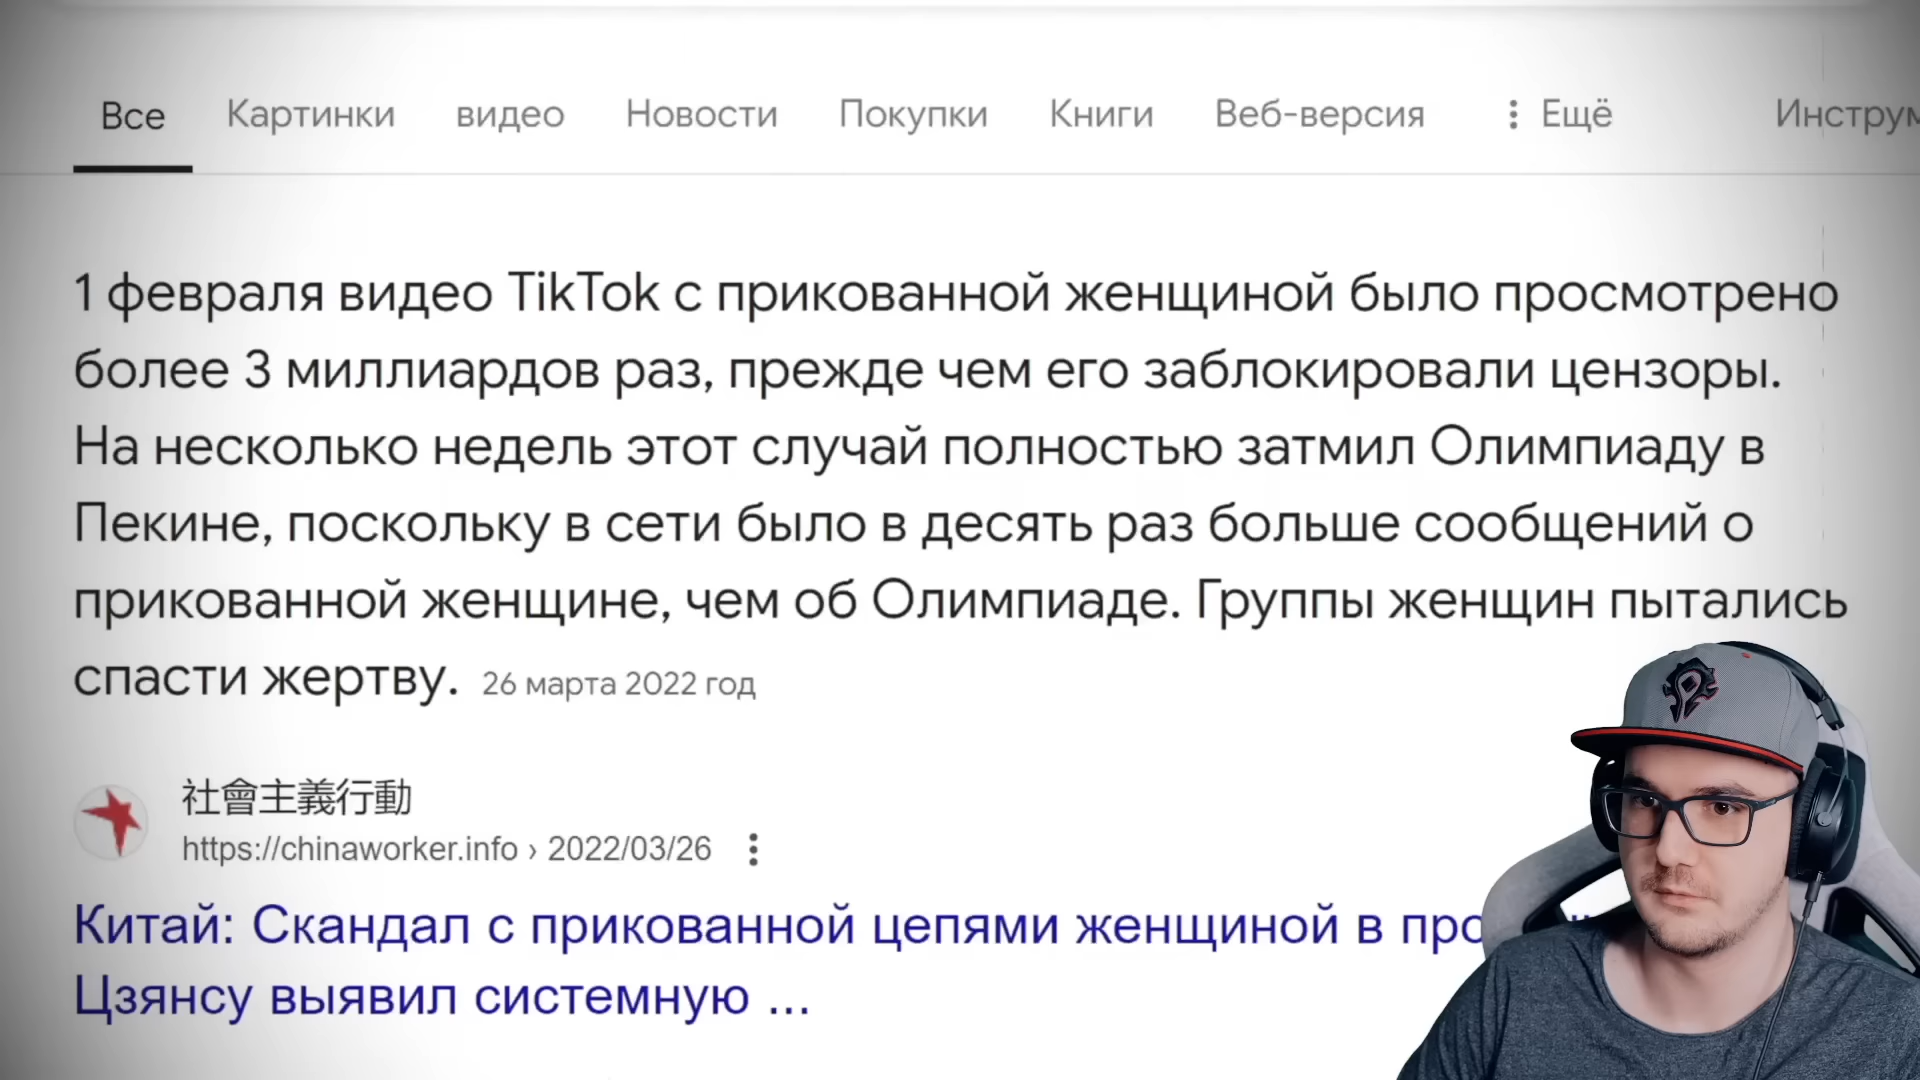 Все Картинки видео Новости Покупки Книги Веб-версия Ещё
1 февраля видео TikTok с прикованной женщиной было просмотрено
более 3 миллиардов раз, прежде чем его заблокировали цензоры.
На несколько недель этот случай полностью затмил Олимпиаду в
Пекине, поскольку в сети было в десять раз больше сообщений о
прикованной женщине, чем об Олимпиаде. Группы женщин пытались
спасти жертву. 26 марта 2022 год
社會主義行動
https://chinaworker.info › 2022/03/26
Китай: Скандал с прикованной цепями женщиной в
Цзянсу выявил системную ...